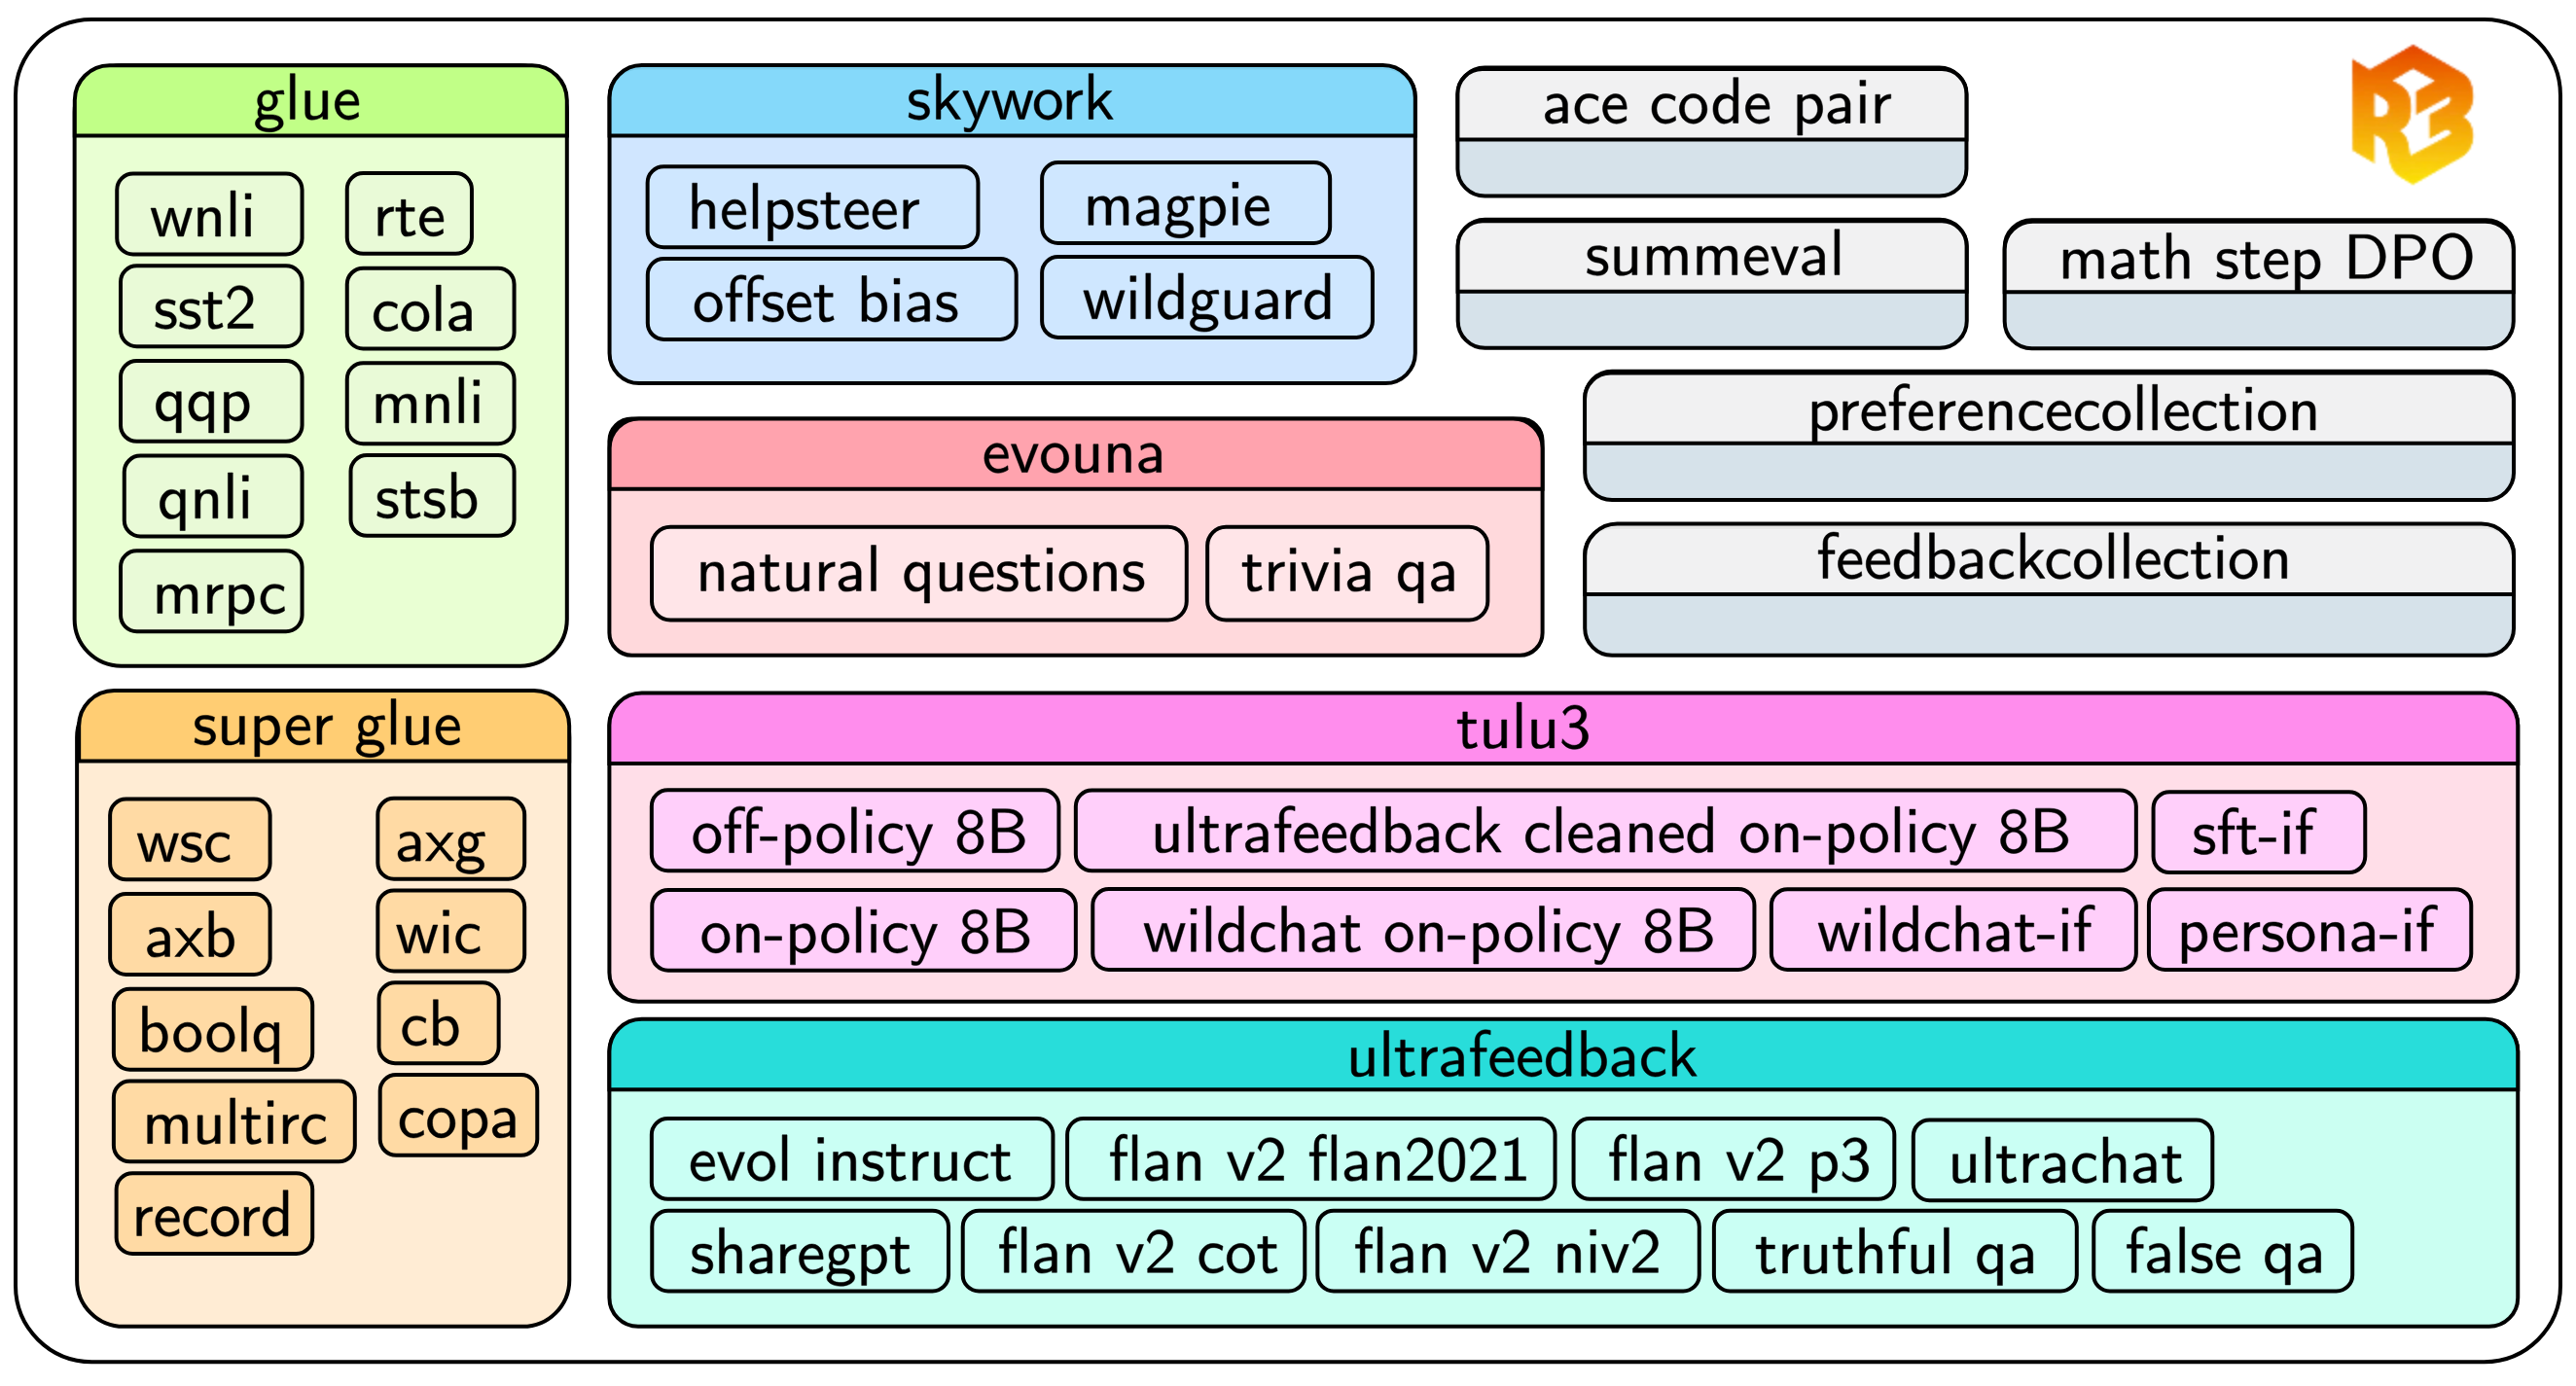 glue
wnli
rte
sst2
cola
qqp
mnli
qnli
stsb
mrpc
super glue
wsc
axg
axb
wic
boolq
cb
multirc
copa
record
skywork
helpsteer
magpie
offset bias
wildguard
evouna
natural questions
trivia qa
ace code pair
R3
summeval
math step DPO
preferencecollection
feedbackcollection
tulu3
off-policy 8B
ultrafeedback cleaned on-policy 8B
sft-if
on-policy 8B
wildchat on-policy 8B
wildchat-if
persona-if
ultrafeedback
evol instruct
flan v2 flan2021
flan v2 p3
ultrachat
sharegpt
flan v2 cot
flan v2 niv2
truthful qa
false qa